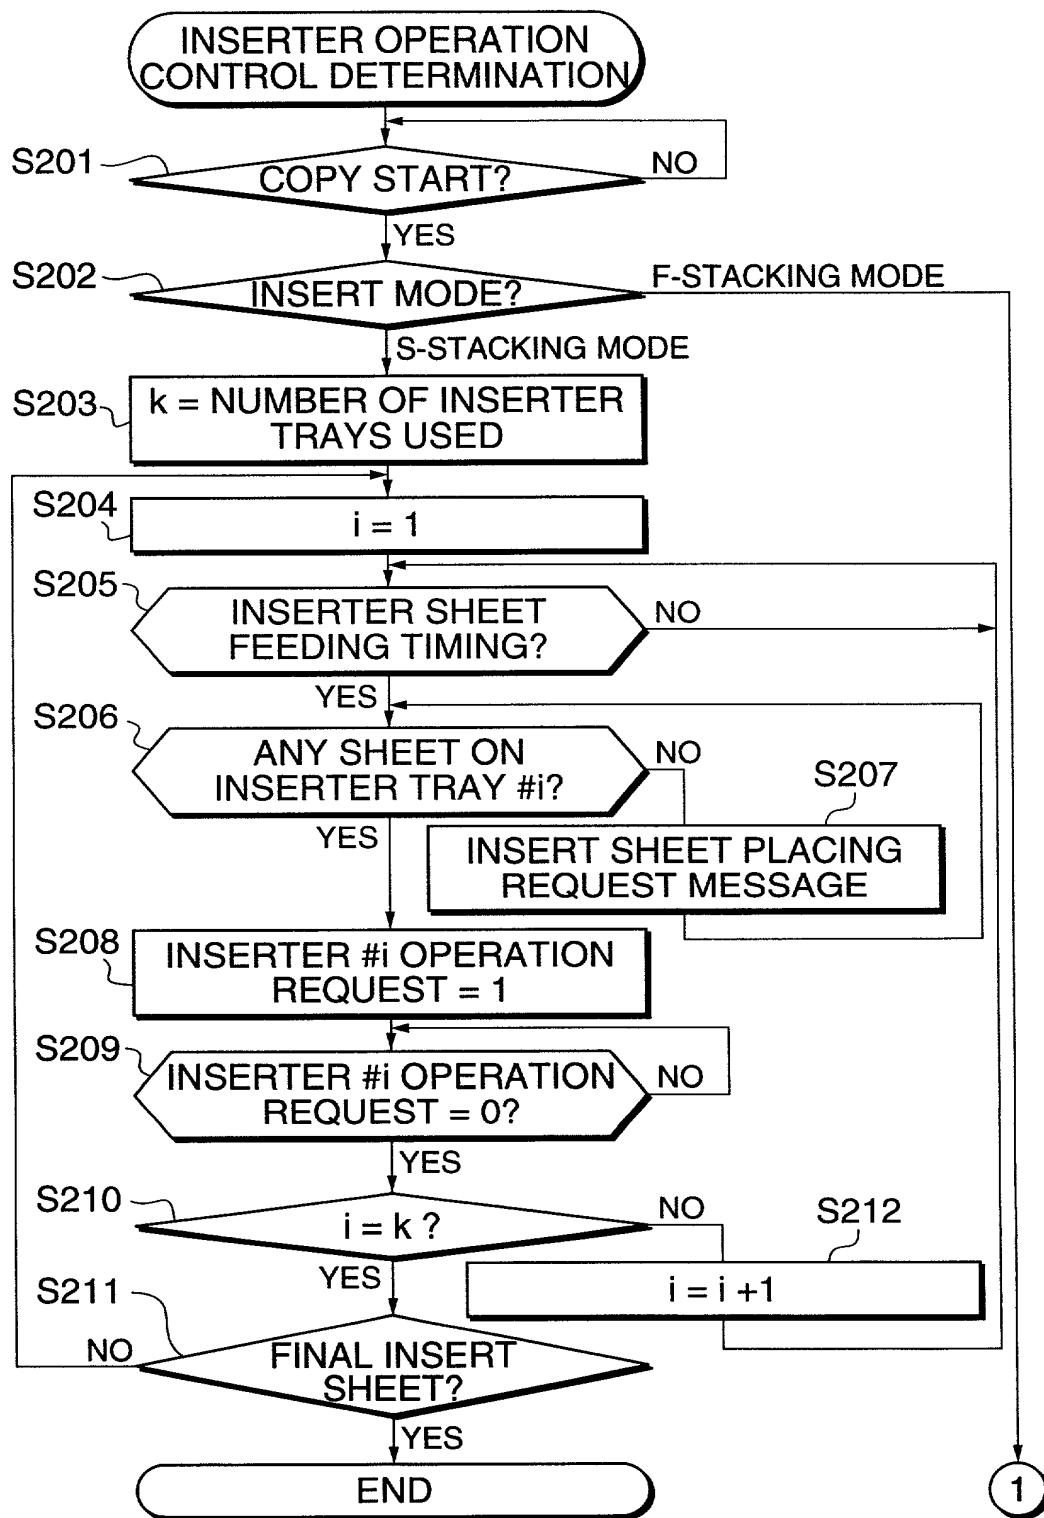 INSERTER OPERATION
CONTROL DETERMINATION
S201
COPY START?
NO
YES
S202
INSERT MODE?
F-STACKING MODE
S-STACKING MODE
S203
k = NUMBER OF INSERTER
TRAYS USED
S204
i = 1
S205
INSERTER SHEET
FEEDING TIMING?
NO
YES
S206
ANY SHEET ON
INSERTER TRAY #i?
NO
YES
S207
INSERT SHEET PLACING
REQUEST MESSAGE
S208
INSERTER #i OPERATION
REQUEST = 1
S209
INSERTER #i OPERATION
REQUEST = 0?
NO
YES
S210
i = k ?
NO
YES
S212
i = i +1
S211
FINAL INSERT
SHEET?
NO
YES
END
1